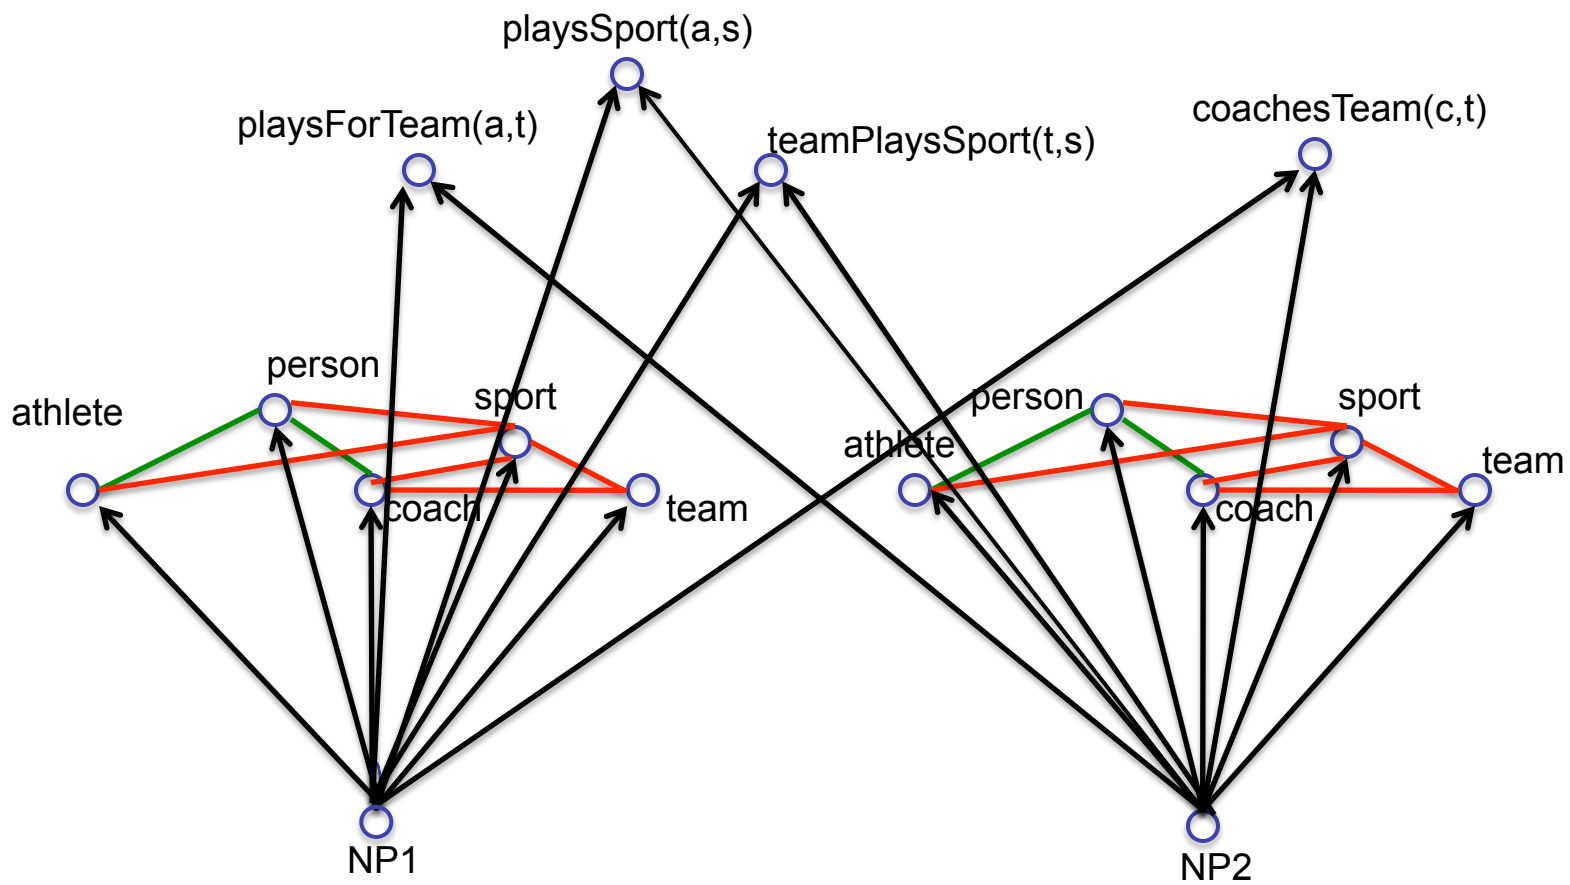 playsSport(a,s)
playsForTeam(a,t)
teamPlaysSport(t,s)
coachesTeam(c,t)
person
sport
athlete
coach
team
person
sport
athlete
coach
team
NP1
NP2